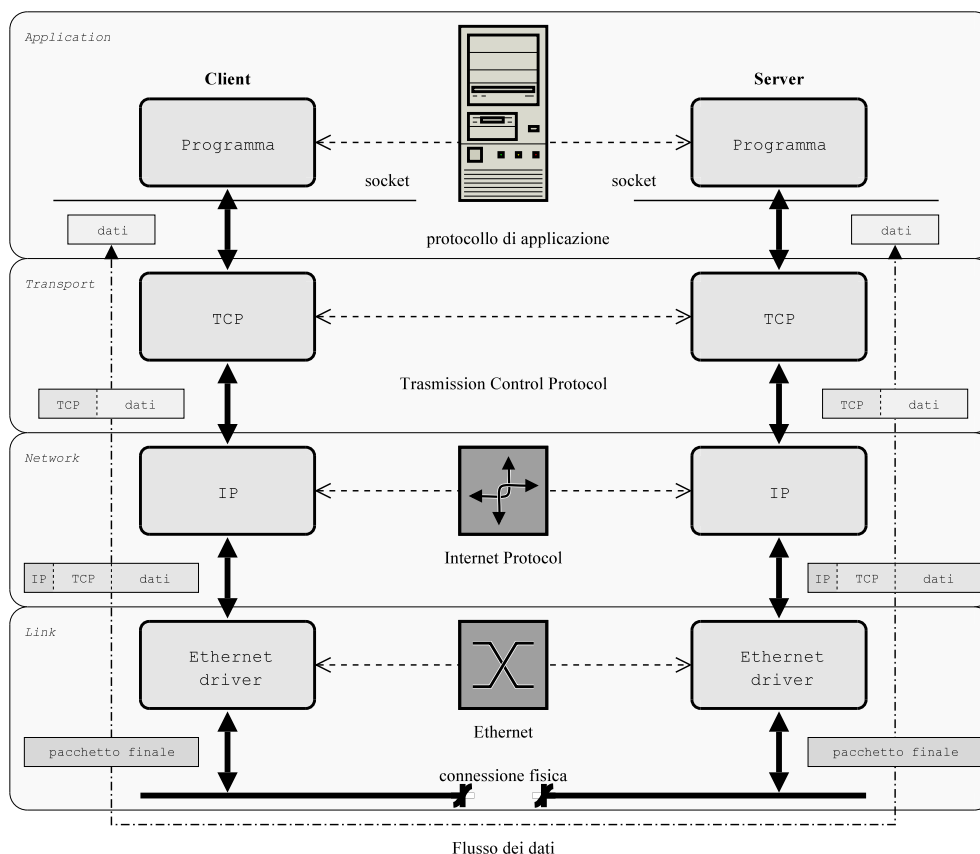 Application
Client
Server
Programma
Programma
socket
socket
dati
dati
protocollo di applicazione
Transport
TCP
TCP
Trasmission Control Protocol
TCP dati
TCP dati
Network
IP
IP
Internet Protocol
IP TCP dati
IP TCP dati
Link
Ethernet
driver
Ethernet
driver
Ethernet
pacchetto finale
pacchetto finale
connessione fisica
Flusso dei dati